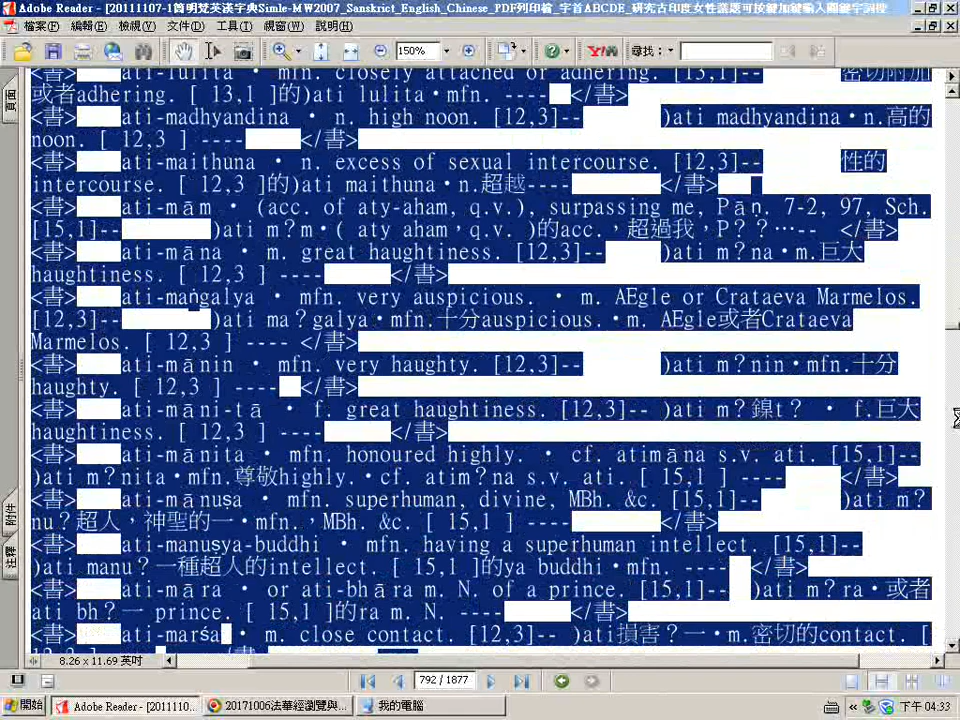 Adobe Reader - [20111107-1簡明梵英漢字典Simle-MW2007_Sanskrict_English_Chinese_PDF列印檔_字首ABCDE_研究古印度女性議題可按鍵加鍵輸入關鍵字詞搜
檔案(F) 編輯(E) 檢視(V) 文件(D) 工具(T) 視窗(W) 說明(H)
150% Y! 尋找：
頁面
附件
註釋
<書> ati-lulita • mfn. closely attached or adhering. [13,1]-- 密切附加
或者adhering. [ 13,1 ]的)ati lulita•mfn. ---- </書>
<書> ati-madhyandina • n. high noon. [12,3]-- )ati madhyandina•n.高的
noon. [ 12,3 ] ---- </書>
<書> ati-maithuna • n. excess of sexual intercourse. [12,3]-- 性的
intercourse. [ 12,3 ]的)ati maithuna•n.超越---- </書>
<書> ati-mām • (acc. of aty-aham, q.v.), surpassing me, Pāṇ. 7-2, 97, Sch.
[15,1]-- )ati m?m•( aty aham，q.v. )的acc.，超過我，P??…-- </書>
<書> ati-māna • m. great haughtiness. [12,3]-- )ati m?na•m.巨大
haughtiness. [ 12,3 ] ---- </書>
<書> ati-maṅgalya • mfn. very auspicious. • m. AEgle or Crataeva Marmelos.
[12,3]-- )ati ma?galya•mfn.十分auspicious.•m. AEgle或者Crataeva
Marmelos. [ 12,3 ] ---- </書>
<書> ati-mānin • mfn. very haughty. [12,3]-- )ati m?nin•mfn.十分
haughty. [ 12,3 ] ---- </書>
<書> ati-māni-tā • f. great haughtiness. [12,3]-- )ati m?鎳t? • f.巨大
haughtiness. [ 12,3 ] ---- </書>
<書> ati-mānita • mfn. honoured highly. • cf. atimāna s.v. ati. [15,1]--
)ati m?nita•mfn.尊敬highly.•cf. atim?na s.v. ati. [ 15,1 ] ---- </書>
<書> ati-mānuṣa • mfn. superhuman, divine, MBh. &c. [15,1]-- )ati m?
nu?超人，神聖的一•mfn.，MBh. &c. [ 15,1 ] ---- </書>
<書> ati-manuṣya-buddhi • mfn. having a superhuman intellect. [15,1]--
)ati manu?一種超人的intellect. [ 15,1 ]的ya buddhi•mfn. ---- </書>
<書> ati-māra • or ati-bhāra m. N. of a prince. [15,1]-- )ati m?ra•或者
ati bh?一 prince. [ 15,1 ]的ra m. N. ---- </書>
<書> ati-marśa • m. close contact. [12,3]-- )ati損害?一•m.密切的contact. [
8.26 x 11.69 英吋
792 / 1877
開始 Adobe Reader - [2011110... 20171006法華經瀏覽與... 我的電腦 下午 04:33